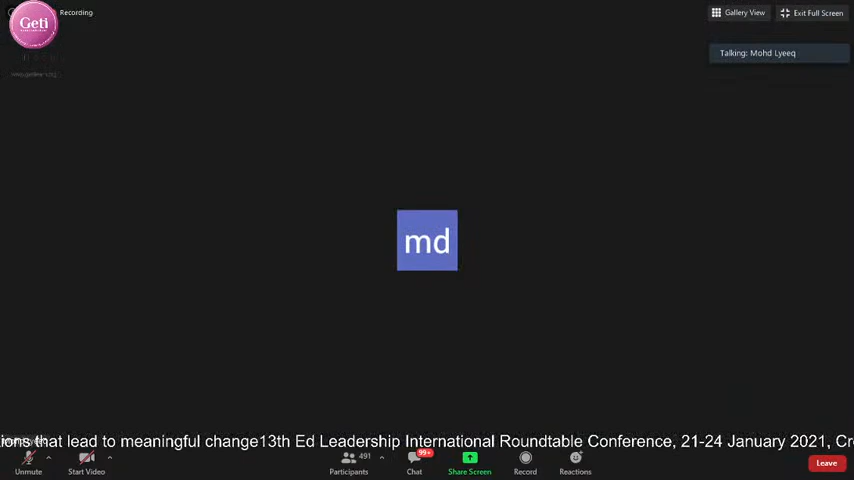 Geti
Recording
Gallery View
Exit Full Screen
Talking: Mohd Lyeeq
md
ions that lead to meaningful change13th Ed Leadership International Roundtable Conference, 21-24 January 2021, Cr
Unmute
Start Video
491
Participants
99+
Chat
Share Screen
Record
Reactions
Leave